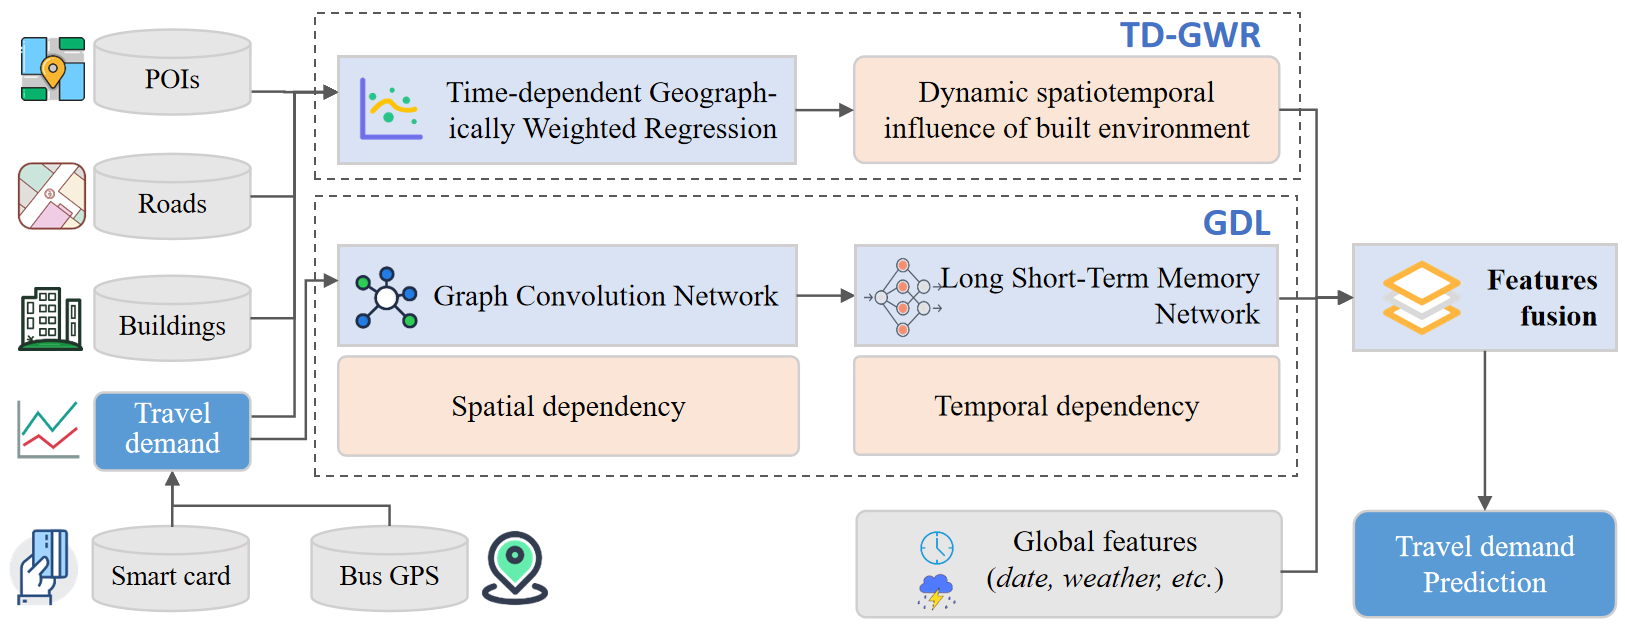 TD-GWR
POIs
Time-dependent Geograph-
ically Weighted Regression
Dynamic spatiotemporal
influence of built environment
Roads
GDL
Buildings
Graph Convolution Network
Long Short-Term Memory
Network
Features
fusion
Travel
demand
Spatial dependency
Temporal dependency
Smart card
Bus GPS
Global features
(date, weather, etc.)
Travel demand
Prediction